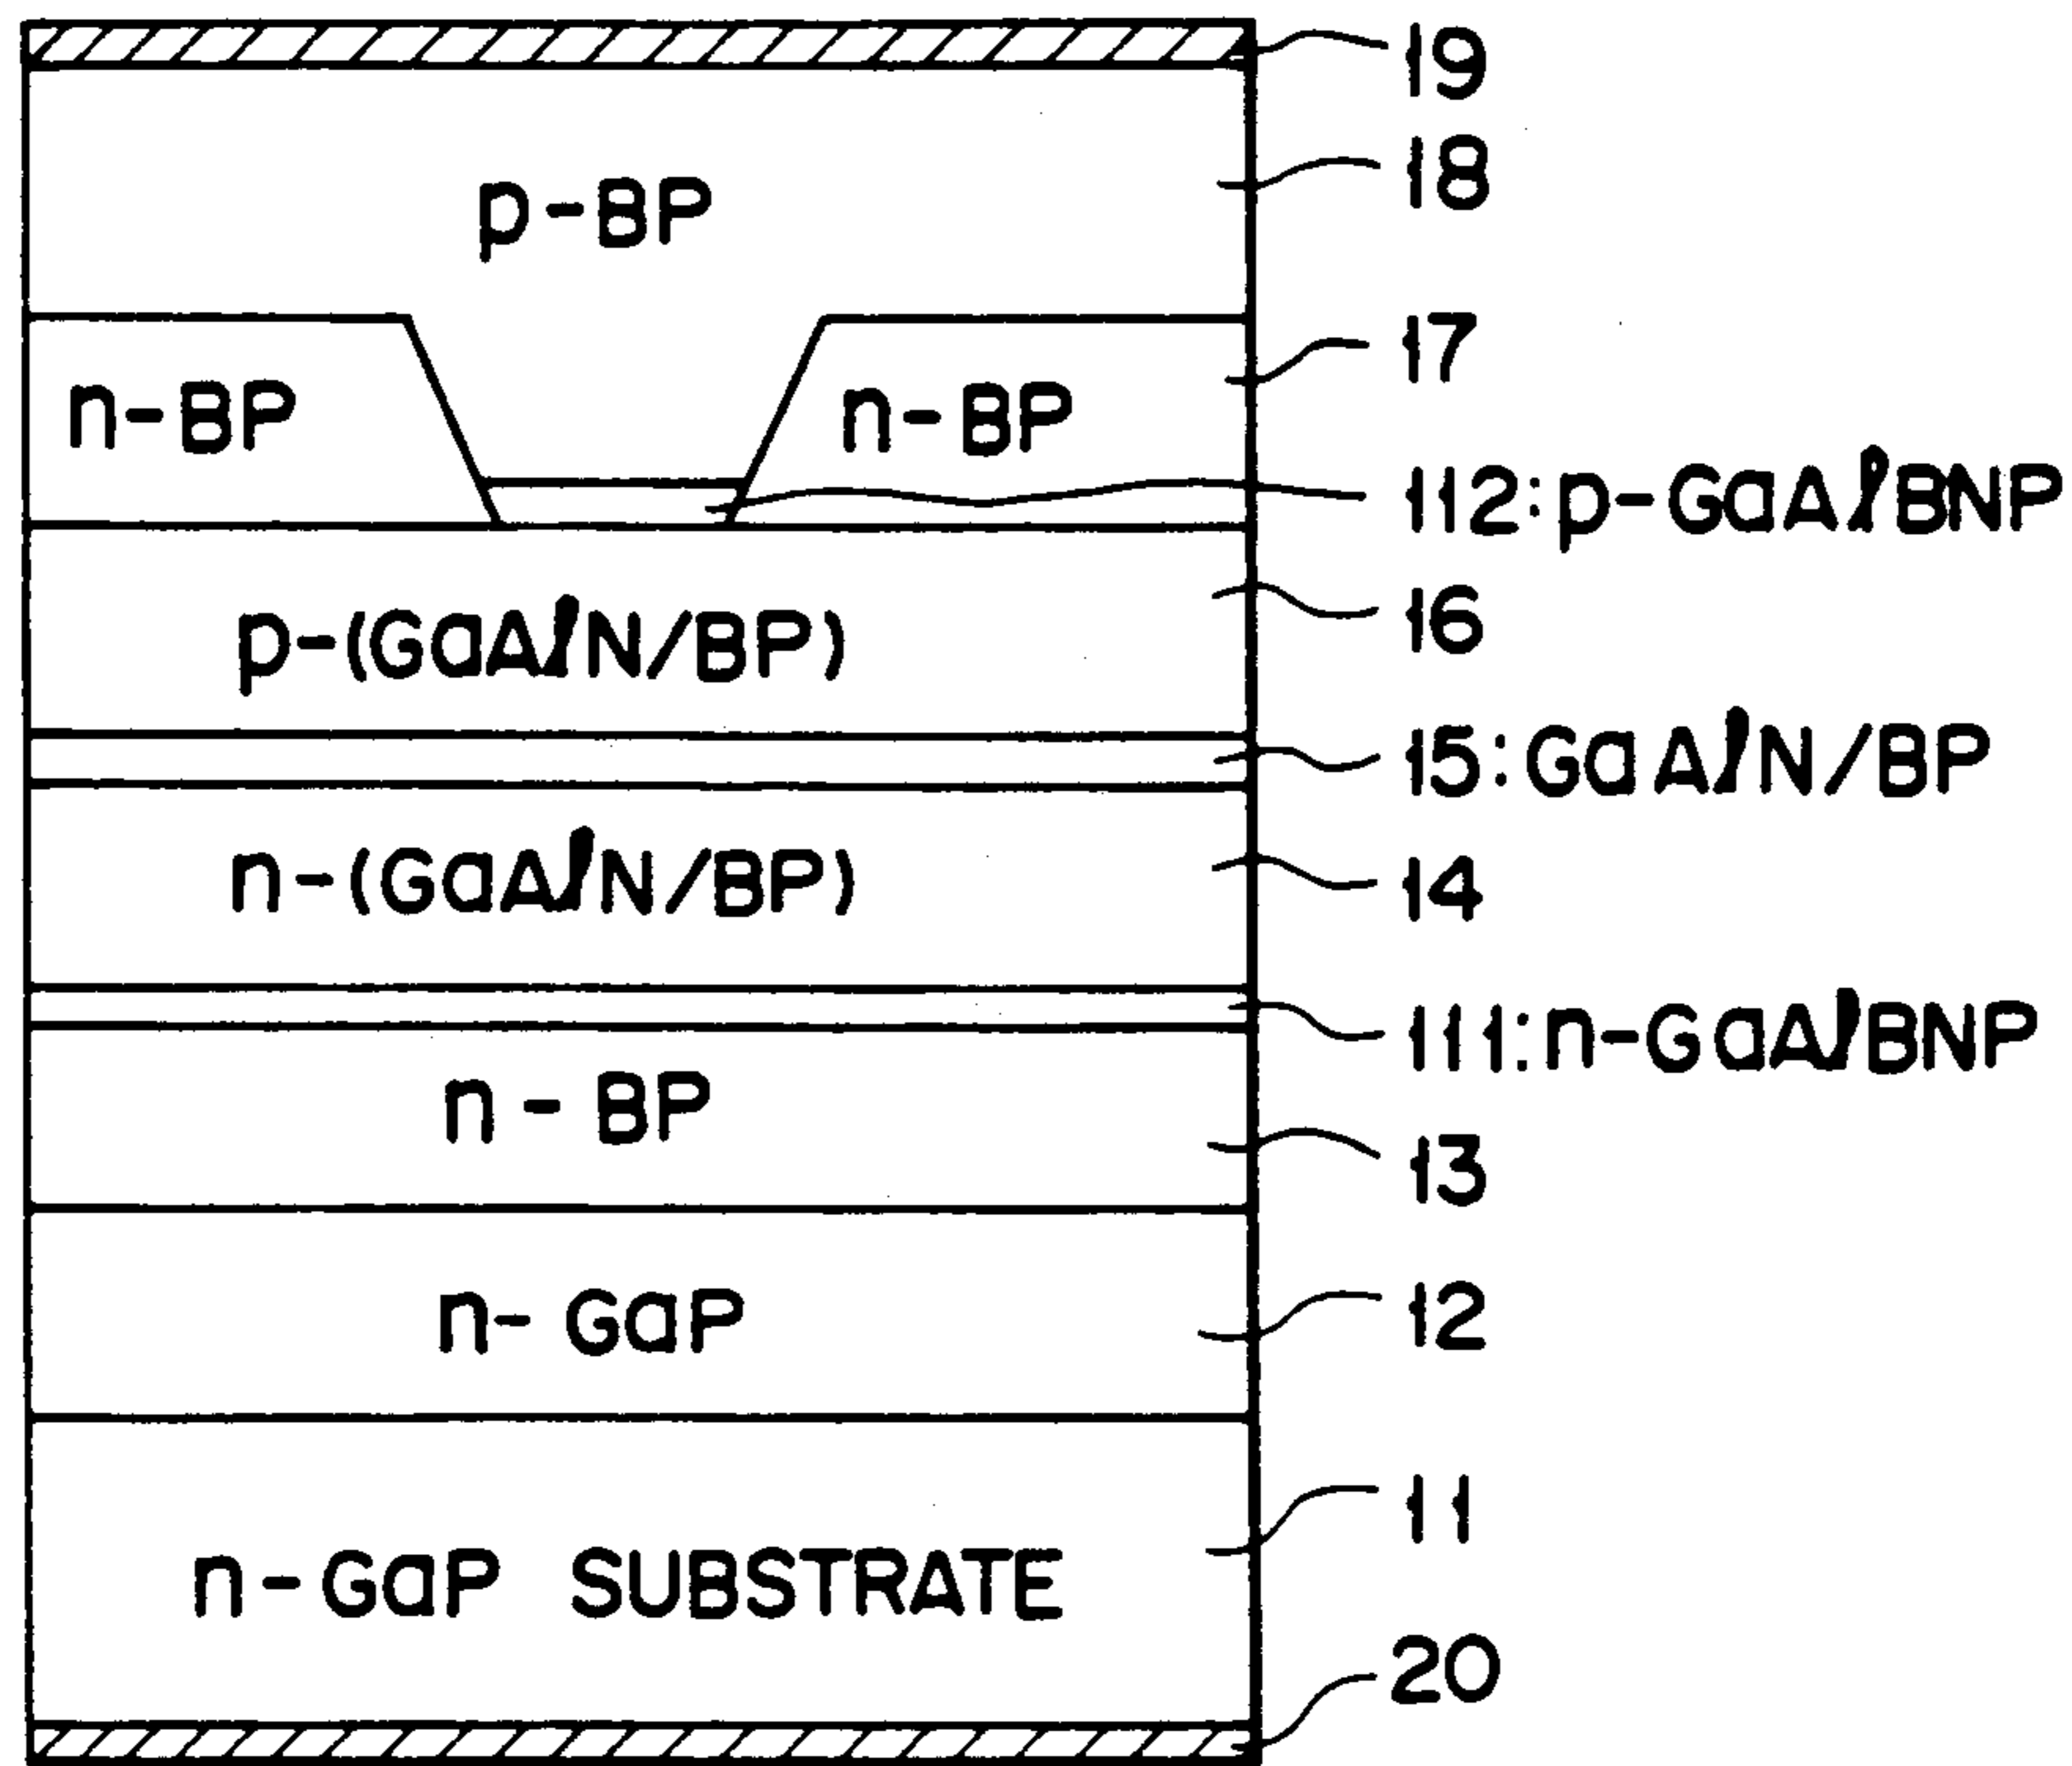 19
18
p-BP
17
n-BP
n-BP
112:p-GaAlBNP
16
p-(GaAlN/BP)
15:GaAlN/BP
14
n-(GaAlN/BP)
111:n-GaAlBNP
n-BP
13
12
n-GaP
11
n-GaP SUBSTRATE
20